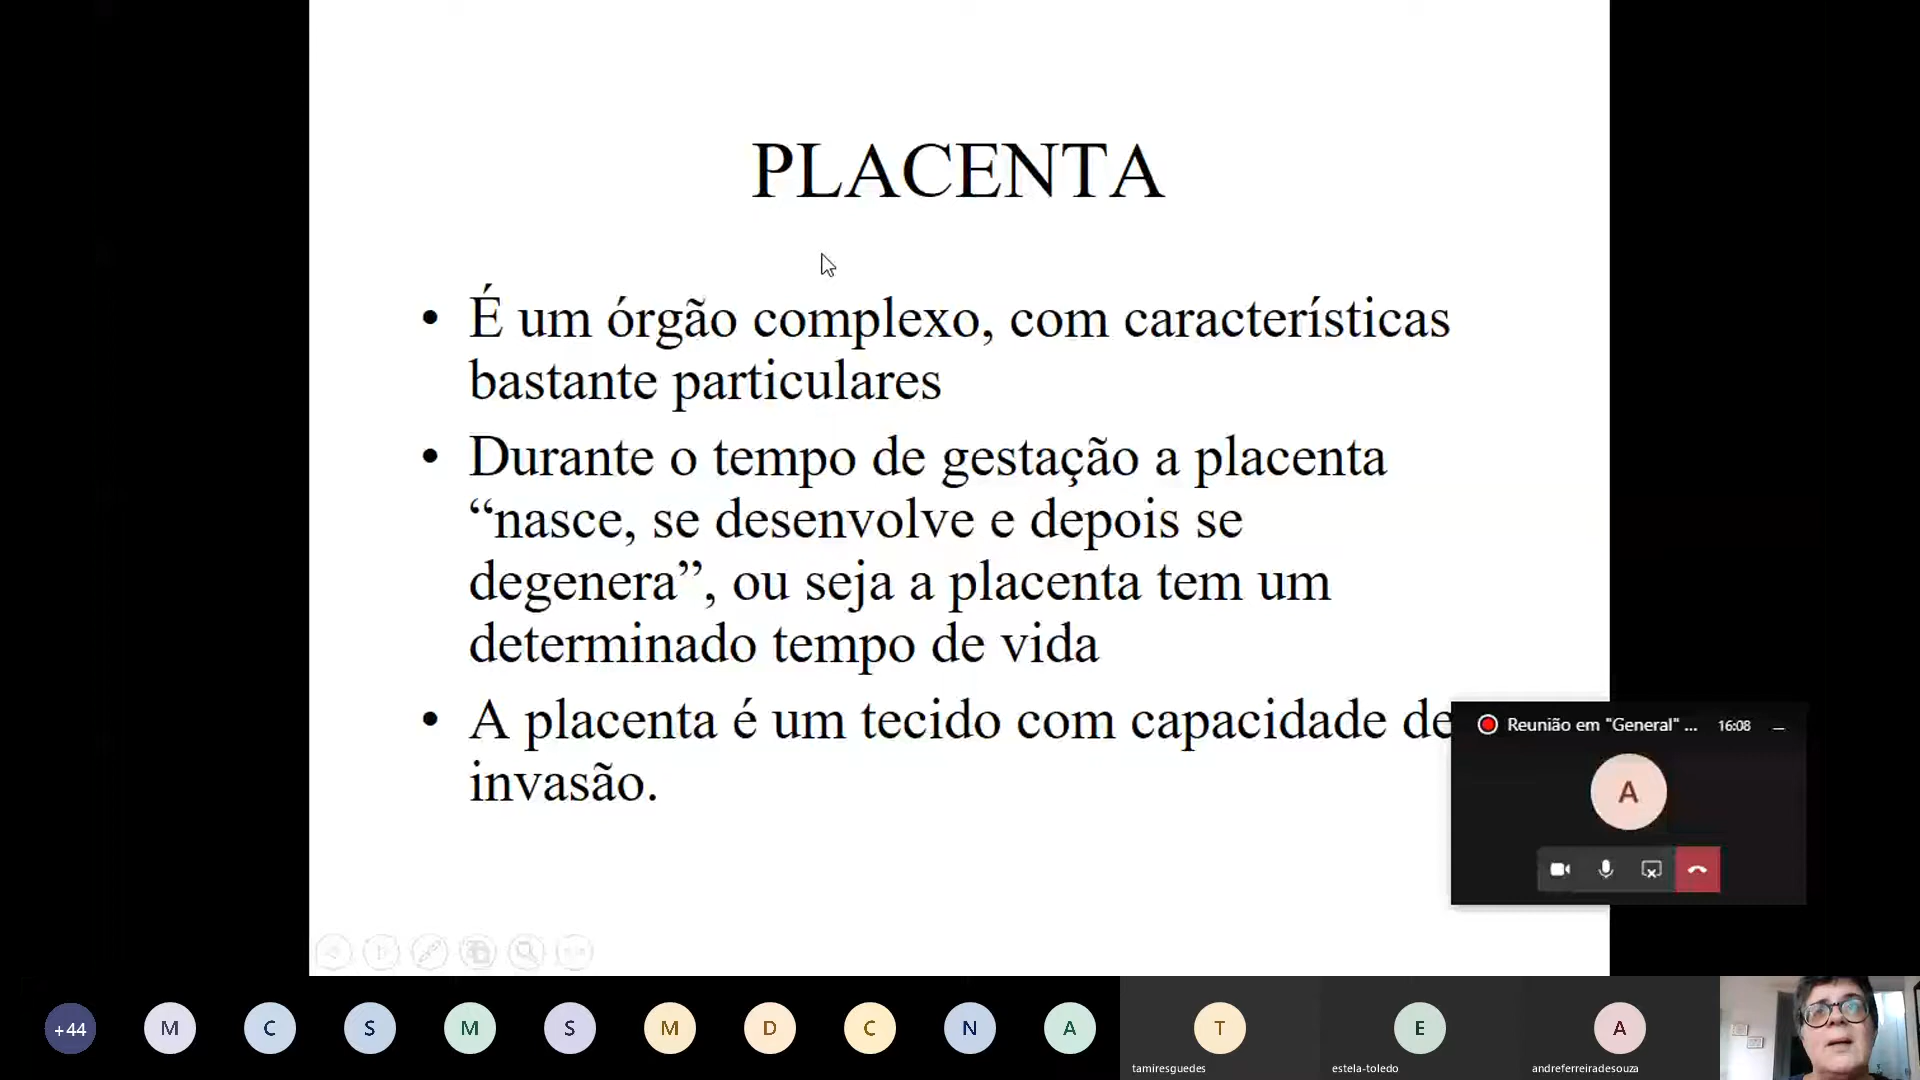 PLACENTA
• É um órgão complexo, com características
bastante particulares
• Durante o tempo de gestação a placenta
“nasce, se desenvolve e depois se
degenera”, ou seja a placenta tem um
determinado tempo de vida
• A placenta é um tecido com capacidade de
invasão.
Reunião em "General" ... 16:08
A
+44 M C S M S M D C N A T E A
tamiresguedes estela-toledo andreferreiradesouza